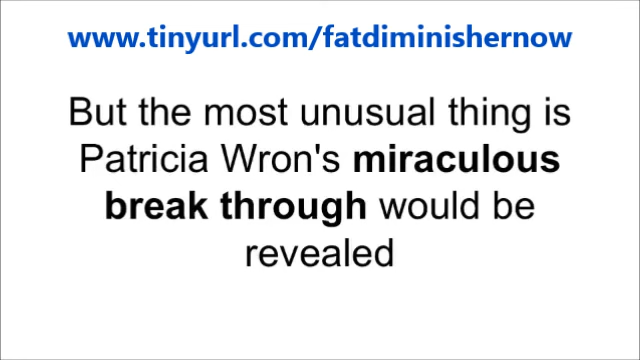 www.tinyurl.com/fatdiminishernow
But the most unusual thing is
Patricia Wron's miraculous
break through would be
revealed